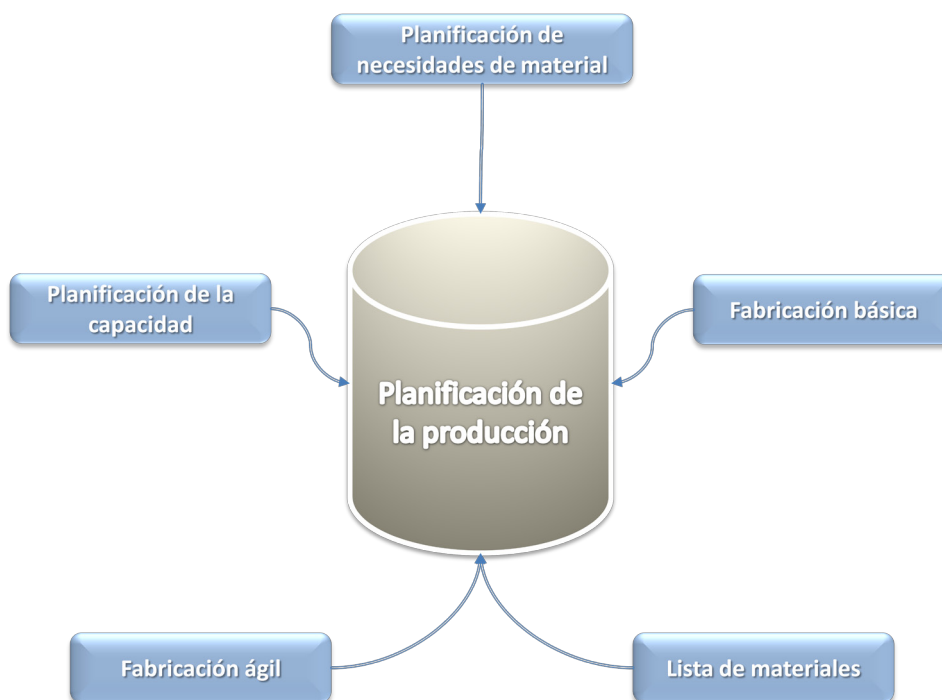 Planificación de
necesidades de material
Planificación de la
capacidad
Fabricación básica
Planificación de
la producción
Fabricación ágil
Lista de materiales